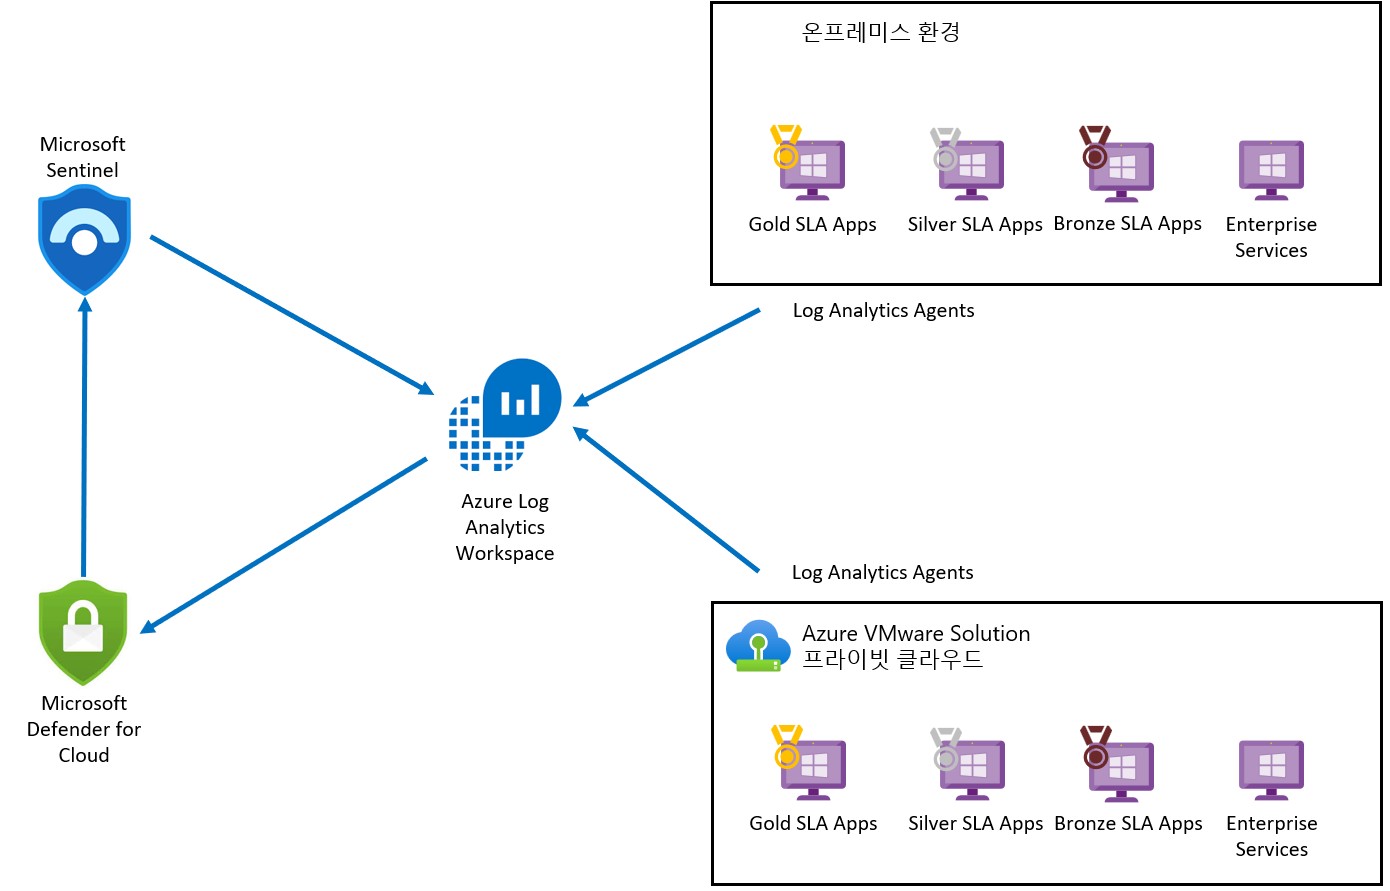 온프레미스 환경
Gold SLA Apps
Silver SLA Apps
Bronze SLA Apps
Enterprise
Services
Microsoft
Sentinel
Log Analytics Agents
Azure Log
Analytics
Workspace
Log Analytics Agents
Microsoft
Defender for
Cloud
Azure VMware Solution
프라이빗 클라우드
Gold SLA Apps
Silver SLA Apps
Bronze SLA Apps
Enterprise
Services